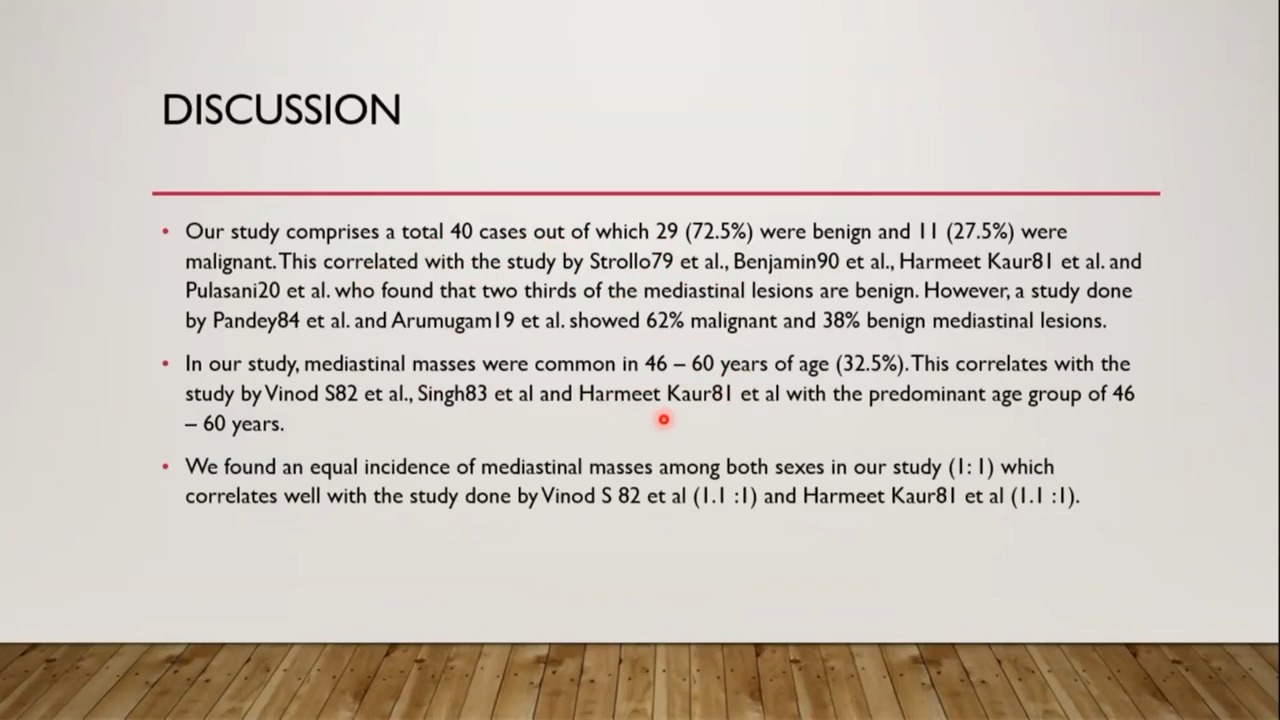 DISCUSSION
• Our study comprises a total 40 cases out of which 29 (72.5%) were benign and 11 (27.5%) were
malignant. This correlated with the study by Strollo79 et al., Benjamin90 et al., Harmeet Kaur81 et al. and
Pulasani20 et al. who found that two thirds of the mediastinal lesions are benign. However, a study done
by Pandey84 et al. and Arumugam19 et al. showed 62% malignant and 38% benign mediastinal lesions.
• In our study, mediastinal masses were common in 46 – 60 years of age (32.5%). This correlates with the
study by Vinod S82 et al., Singh83 et al and Harmeet Kaur81 et al with the predominant age group of 46
– 60 years.
• We found an equal incidence of mediastinal masses among both sexes in our study (1: 1) which
correlates well with the study done by Vinod S 82 et al (1.1 :1) and Harmeet Kaur81 et al (1.1 :1).